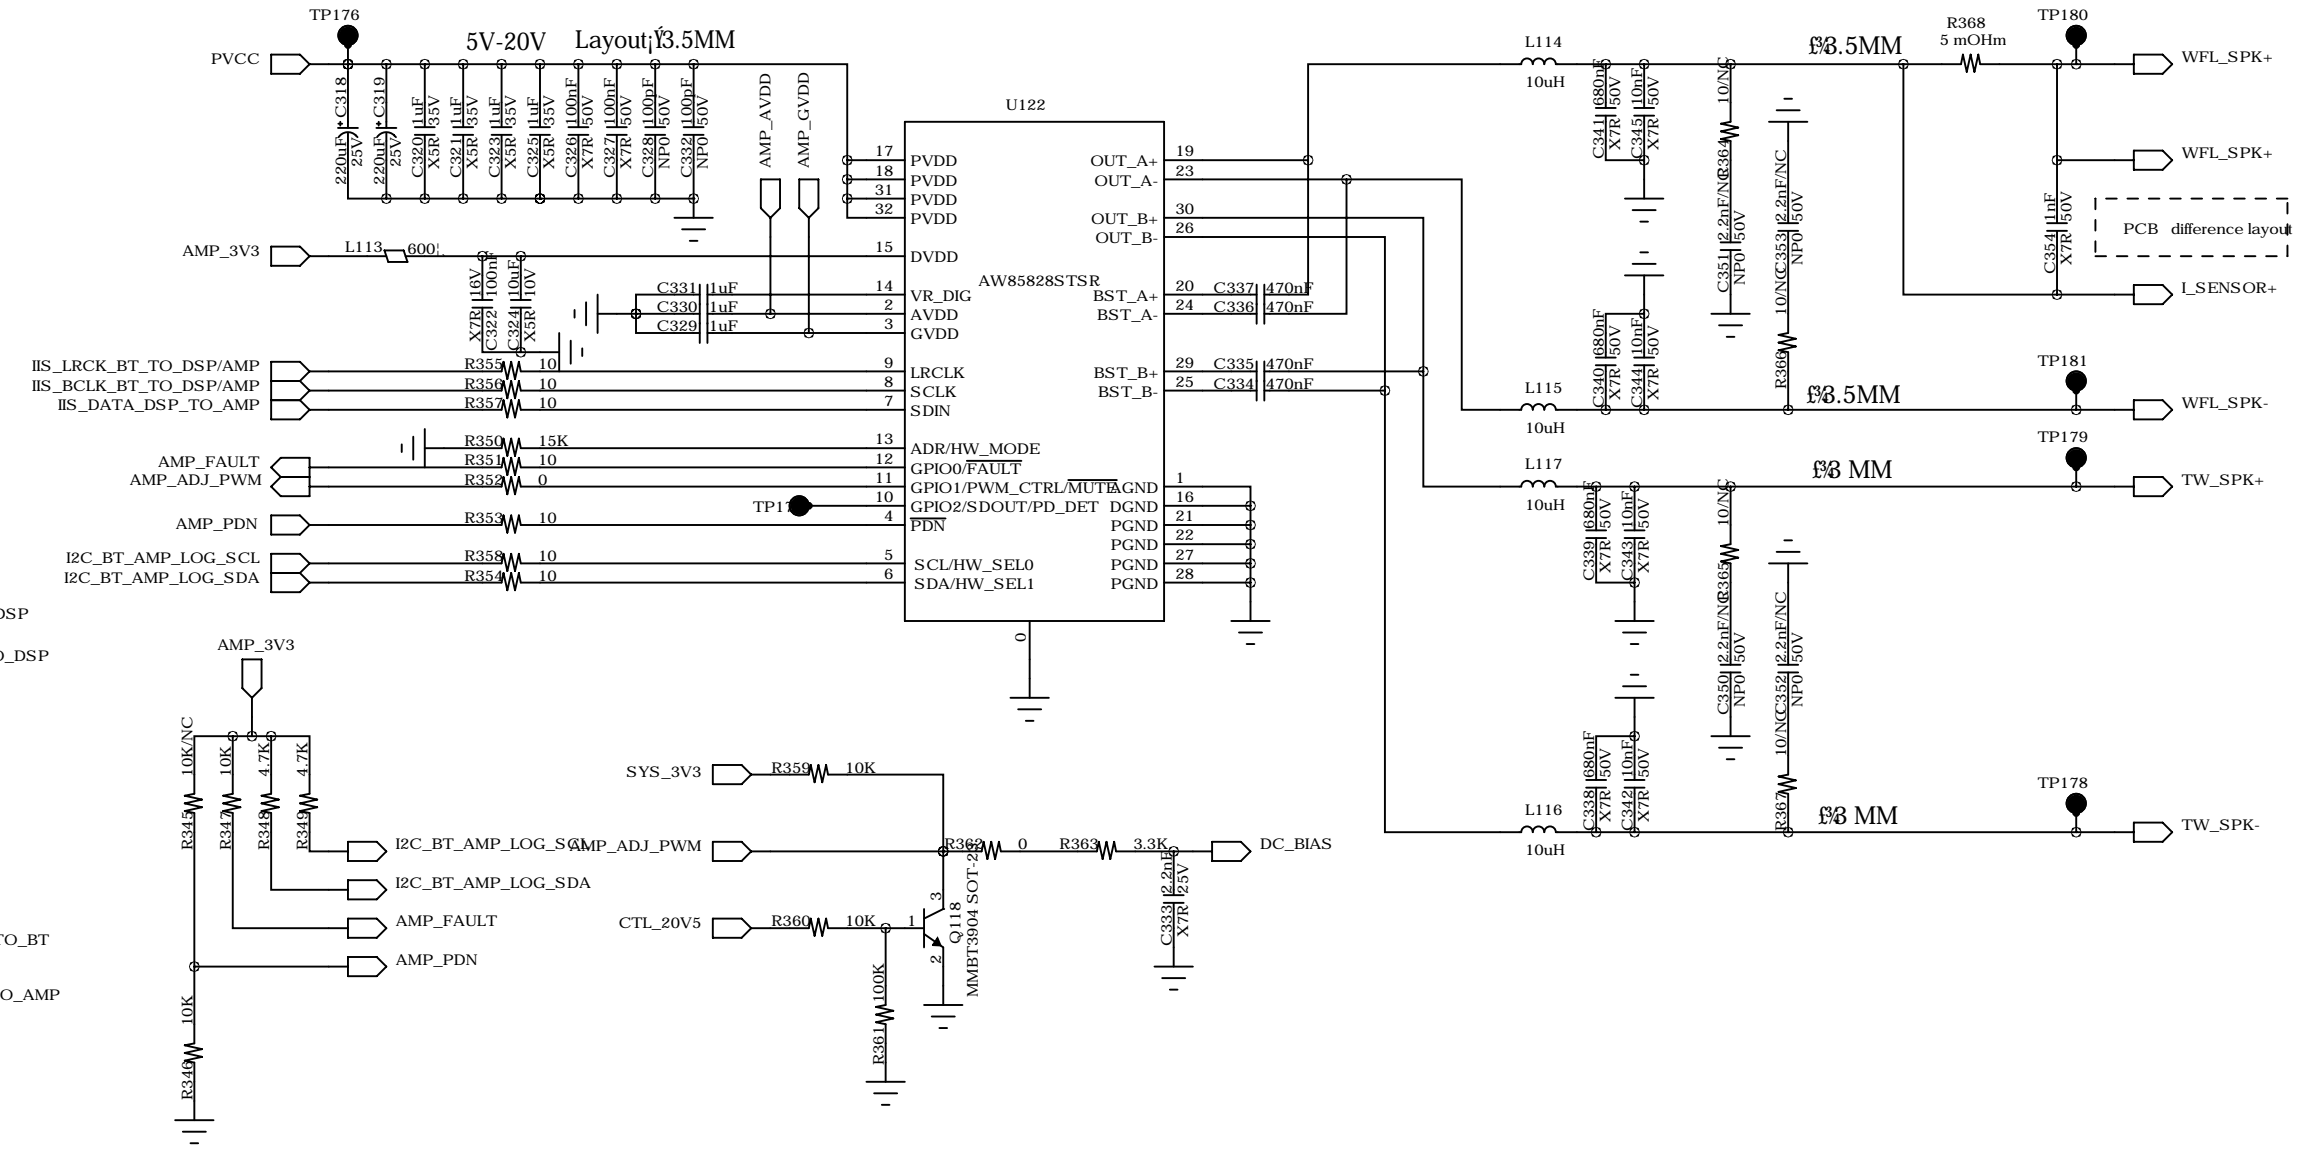 TP176
5V-20V Layout¡Ý3.5MM
PVCC
220uF C318
25V
220uF C319
25V
C320 1uF
X5R 35V
C321 1uF
X5R 35V
C323 1uF
X5R 35V
C325 1uF
X5R 35V
C326 100nF
X7R 50V
C327 100nF
X7R 50V
C328 100pF
NP0 50V
C332 100pF
NP0 50V
AMP_AVDD
AMP_GVDD
AMP_3V3
L113
X7R 16V
C322 100nF
C324 10uF
X5R 10V
C331 1uF
C330 1uF
C329 1uF
IIS_LRCK_BT_TO_DSP/AMP
R355 10
IIS_BCLK_BT_TO_DSP/AMP
R356 10
IIS_DATA_DSP_TO_AMP
R357 10
R350 15K
AMP_FAULT
R351 10
AMP_ADJ_PWM
R352 0
AMP_PDN
R353 10
I2C_BT_AMP_LOG_SCL
R358 10
I2C_BT_AMP_LOG_SDA
R354 10
U122
AW85828STSR
17 PVDD
18 PVDD
31 PVDD
32 PVDD
15 DVDD
14 VR_DIG
2 AVDD
3 GVDD
9 LRCLK
8 SCLK
7 SDIN
13 ADR/HW_MODE
12 GPIO0/FAULT
11 GPIO1/PWM_CTRL/MUTE
10 GPIO2/SDOUT/PD_DET
4 PDN
5 SCL/HW_SEL0
6 SDA/HW_SEL1
OUT_A+ 19
OUT_A- 23
OUT_B+ 30
OUT_B- 26
BST_A+ 20
BST_A- 24
BST_B+ 29
BST_B- 25
AGND 1
DGND 16
PGND 21
PGND 22
PGND 27
PGND 28
0
C337 470nF
C336 470nF
C335 470nF
C334 470nF
L114
10uH
C341 680nF
50V
C345 10nF
X7R 50V
10/NC
R364
C351 2.2nF/NC
NP0 50V
C353 2.2nF/NC
NP0 50V
10/NC
R366
3.5MM
R368
5 mOHm
TP180
WFL_SPK+
WFL_SPK+
C354 1nF
X7R 50V
PCB difference layout
I_SENSOR+
C340 680nF
X7R 50V
C344 10nF
X7R 50V
L115
10uH
3.5MM
TP181
WFL_SPK-
L117
10uH
C339 680nF
X7R 50V
C343 10nF
X7R 50V
10/NC
R365
C350 2.2nF/NC
NP0 50V
C352 2.2nF/NC
NP0 50V
10/NC
R367
3 MM
TP179
TW_SPK+
C338 680nF
X7R 50V
C342 10nF
X7R 50V
L116
10uH
3 MM
TP178
TW_SPK-
DSP
O_DSP
TO_BT
O_AMP
AMP_3V3
R345 10K/NC
R347 10K
R348 4.7K
R349 4.7K
I2C_BT_AMP_LOG_SCL
I2C_BT_AMP_LOG_SDA
AMP_FAULT
AMP_PDN
R346 10K
SYS_3V3
R359 10K
AMP_ADJ_PWM
R362 0
R363 3.3K
DC_BIAS
C333 2.2nF
X7R 25V
CTL_20V5
R360 10K
R361 100K
1
2
3
Q118